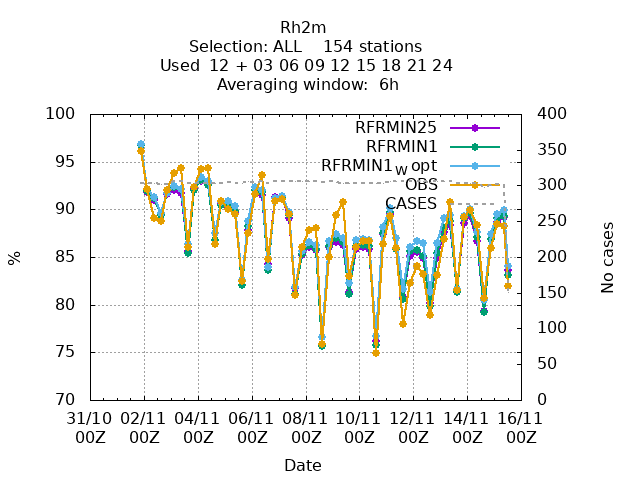 Rh2m
Selection: ALL    154 stations
Used  12 + 03 06 09 12 15 18 21 24
Averaging window:  6h
100
95
90
85
80
75
70
%
400
350
300
250
200
150
100
50
0
No cases
RFRMIN25
RFRMIN1
RFRMIN1w opt
OBS
CASES
31/10 02/11 04/11 06/11 08/11 10/11 12/11 14/11 16/11
00Z 00Z 00Z 00Z 00Z 00Z 00Z 00Z 00Z
Date